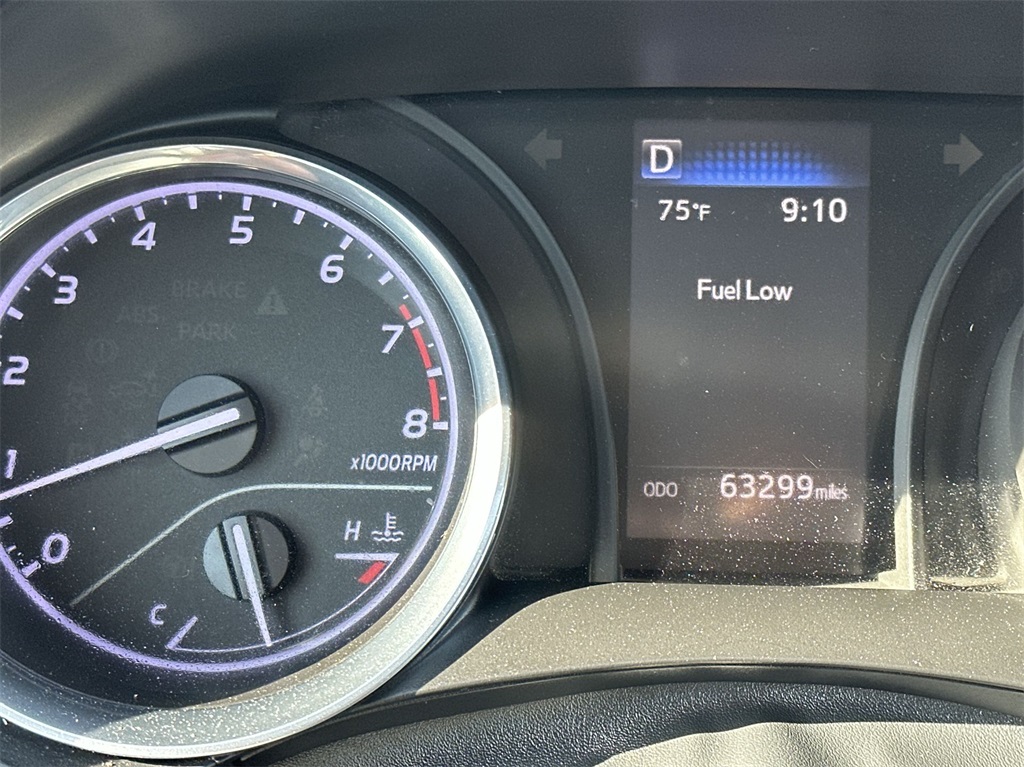 D
75°F 9:10
Fuel Low
ODO 63299 miles
0
1
2
3
4
5
6
7
8
x1000RPM
BRAKE
ABS
PARK
H
C